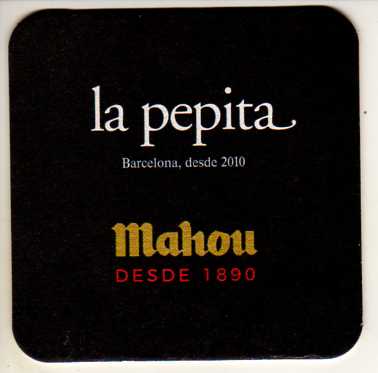 la pepita
Barcelona, desde 2010
Mahou
DESDE 1890